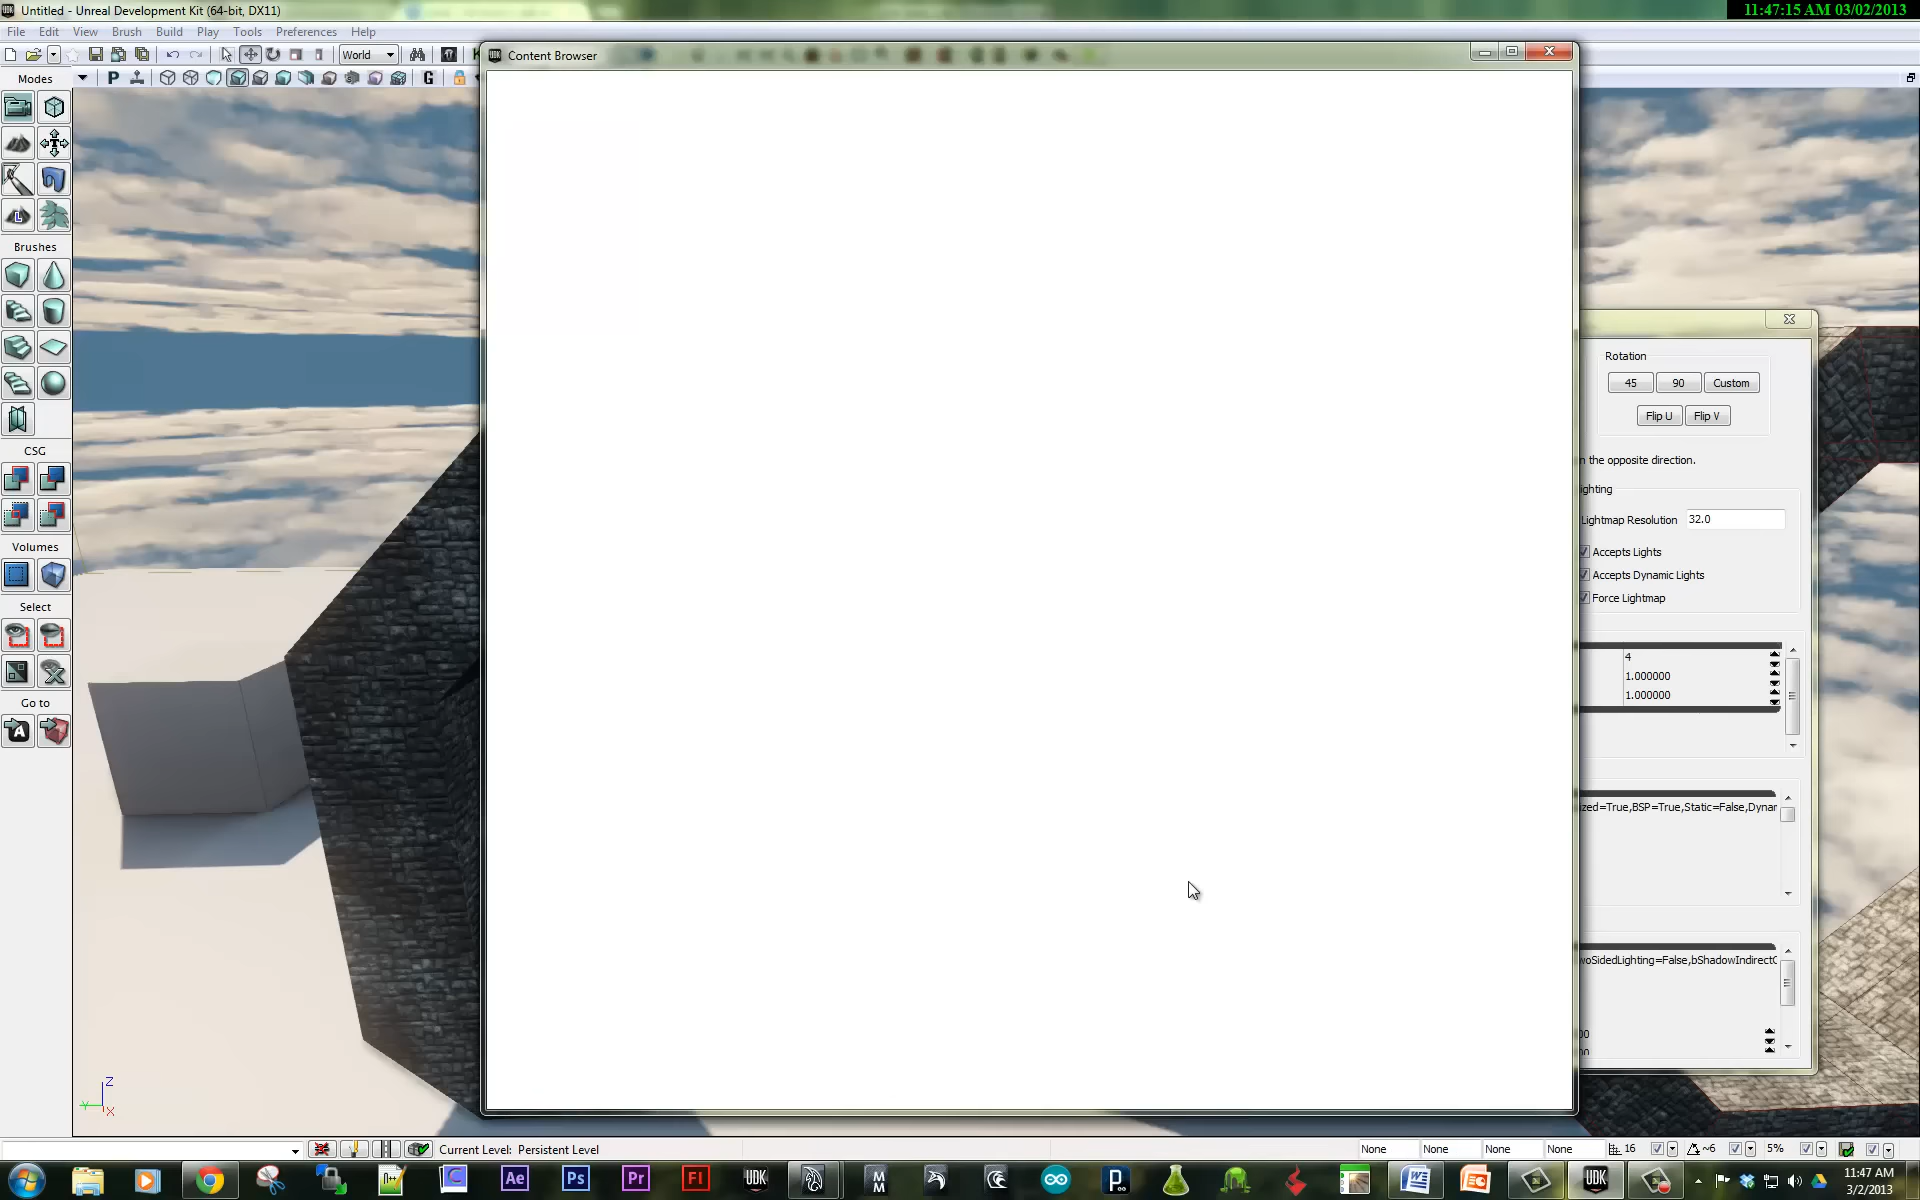 Untitled - Unreal Development Kit (64-bit, DX11)
11:47:15 AM 03/02/2013
File Edit View Brush Build Play Tools Preferences Help
World
Content Browser
Modes
P
G
Brushes
CSG
Volumes
Select
Go to
Rotation
45 90 Custom
Flip U Flip V
n the opposite direction.
ighting
Lightmap Resolution 32.0
Accepts Lights
Accepts Dynamic Lights
Force Lightmap
4
1.000000
1.000000
zed=True,BSP=True,Static=False,Dynar
woSidedLighting=False,bShadowIndirectC
00
Z
Y
X
Current Level: Persistent Level
None None None None 16 ~6 5%
Ae Ps Pr Fl UDK M M P UDK
11:47 AM
3/2/2013